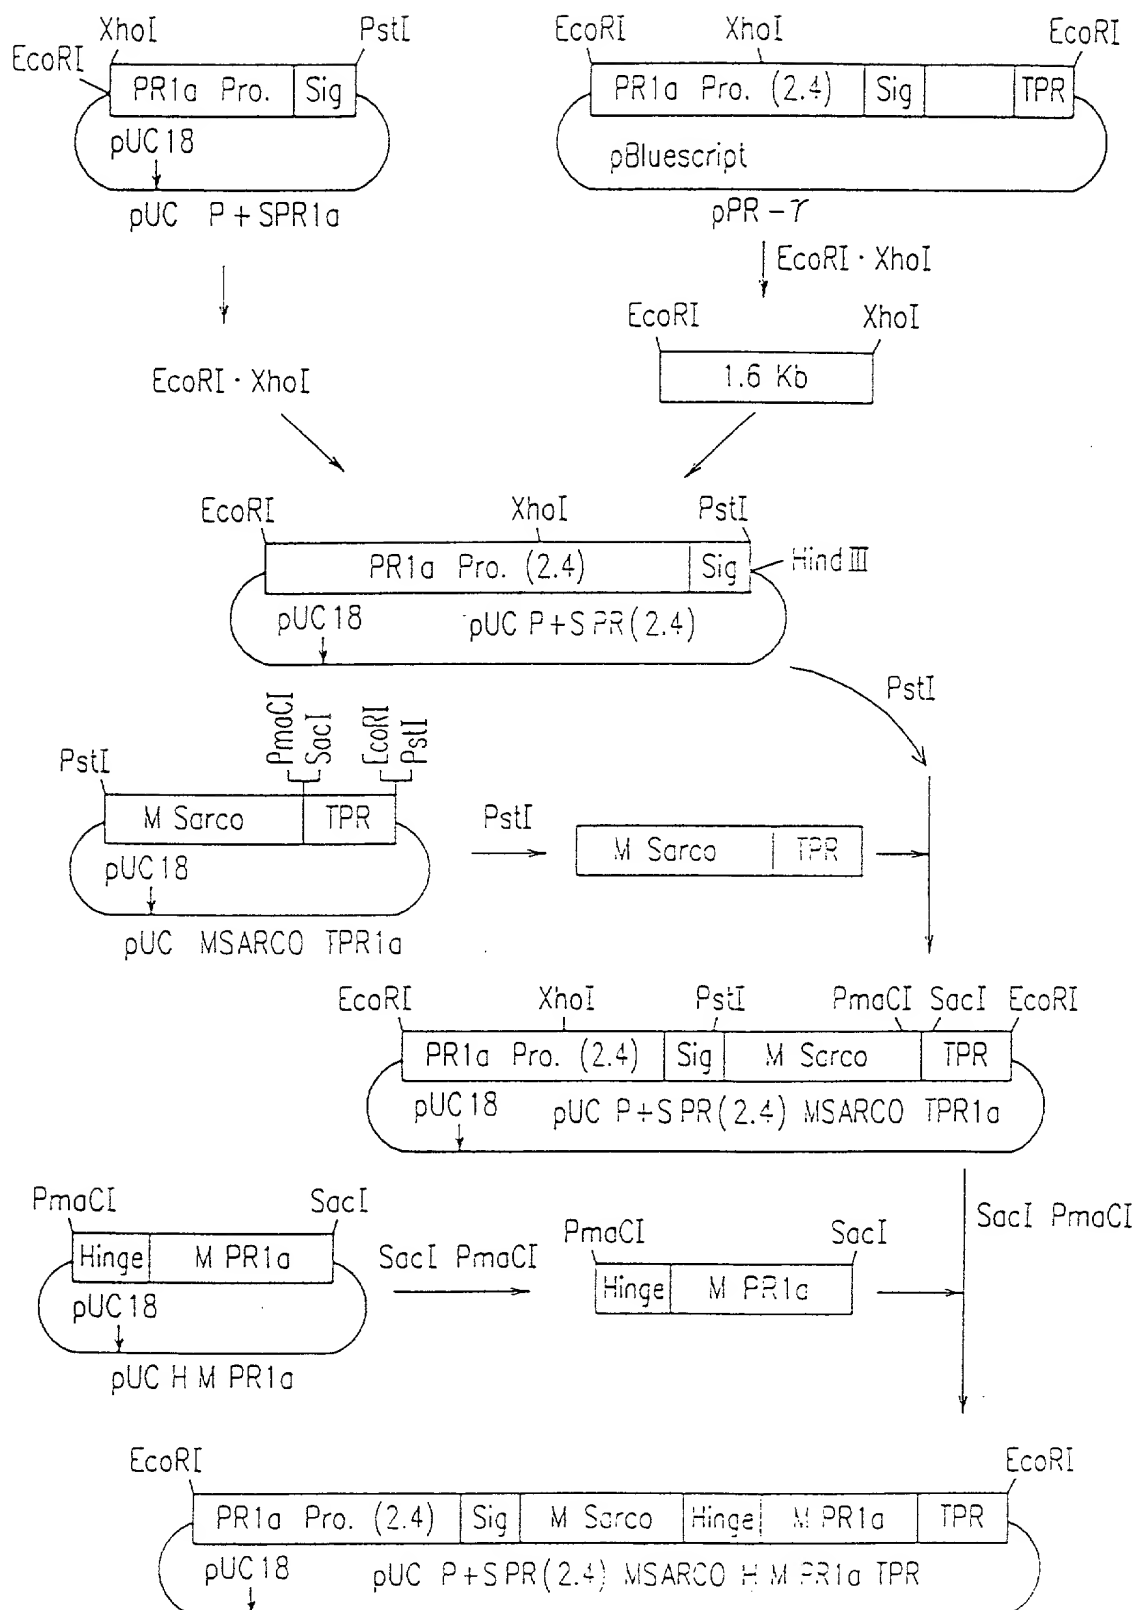 XhoI
PstI
EcoRI
PR1a Pro.
Sig
pUC18
pUC P+SPR1a
EcoRI
XhoI
EcoRI
PR1a Pro. (2.4)
Sig
TPR
pBluescript
pPR-γ
EcoRI·XhoI
EcoRI
XhoI
1.6 Kb
EcoRI·XhoI
EcoRI
XhoI
PstI
PR1a Pro. (2.4)
Sig
HindIII
pUC18
pUC P+SPR(2.4)
PstI
PstI
PmaCI
SacI
EcoRI
PstI
M Sarco
TPR
pUC18
pUC MSARCO TPR1a
PstI
M Sarco
TPR
EcoRI
XhoI
PstI
PmaCI
SacI
EcoRI
PR1a Pro. (2.4)
Sig
M Sarco
TPR
pUC18
pUC P+SPR(2.4) MSARCO TPR1a
PmaCI
SacI
Hinge
M PR1a
pUC18
pUC H M PR1a
SacI PmaCI
PmaCI
SacI
Hinge
M PR1a
SacI PmaCI
EcoRI
EcoRI
PR1a Pro. (2.4)
Sig
M Sarco
Hinge
M PR1a
TPR
pUC18
pUC P+SPR(2.4) MSARCO H M PR1a TPR